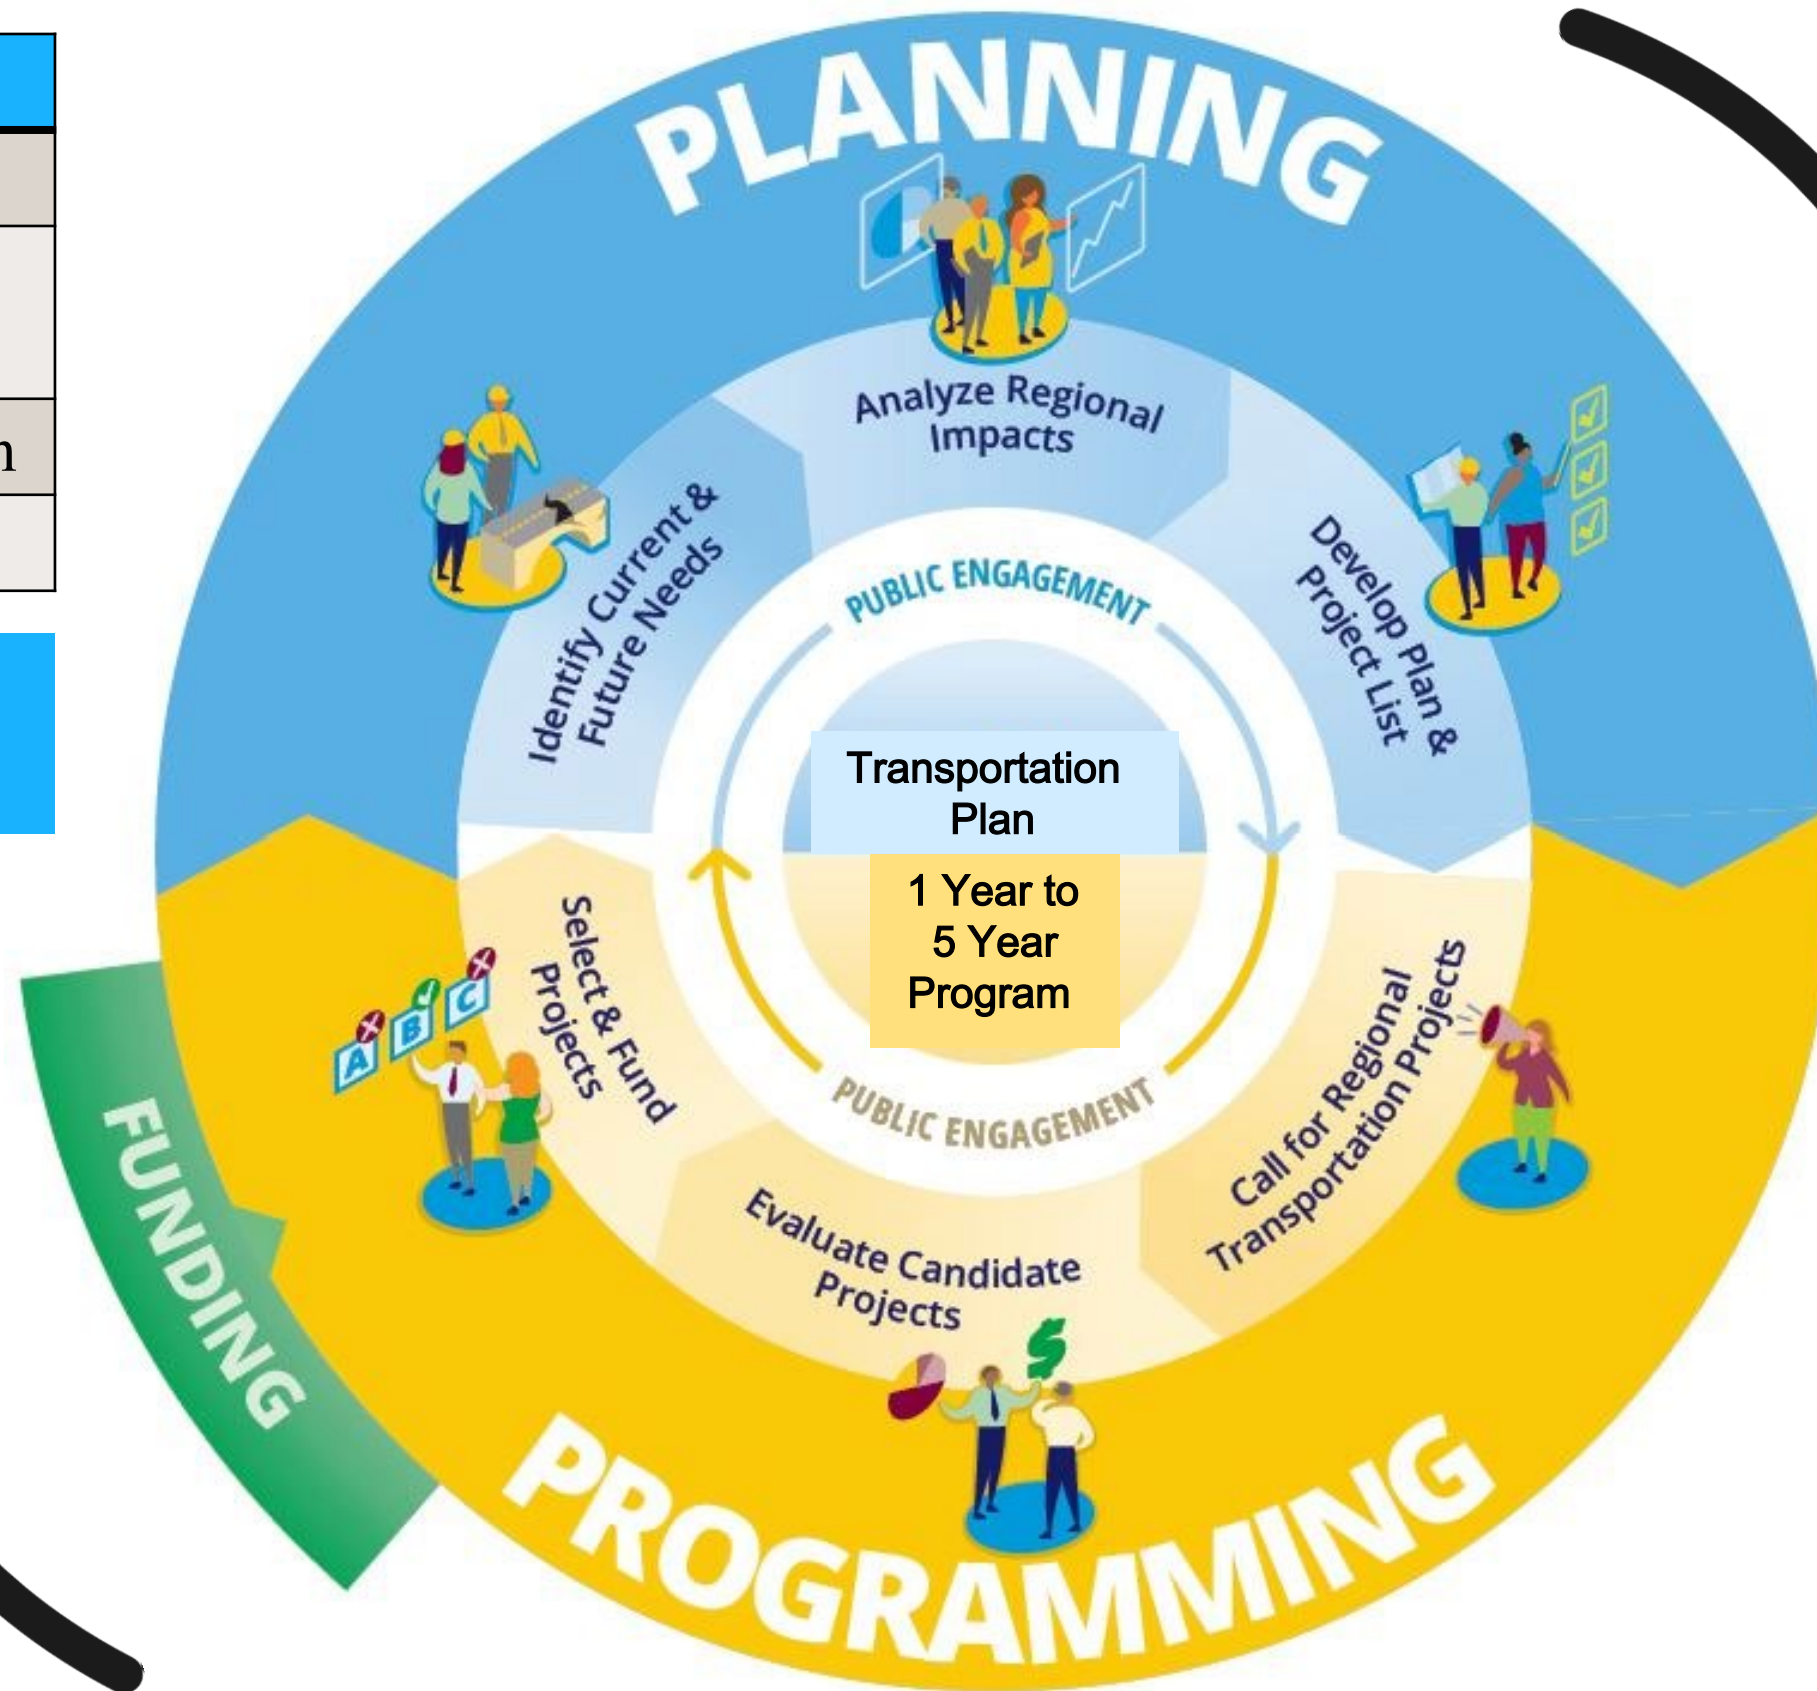 PLANNING
Analyze Regional
Impacts
Identify Current &
Future Needs
Develop Plan &
Project List
PUBLIC ENGAGEMENT
Transportation
Plan
1 Year to
5 Year
Program
PUBLIC ENGAGEMENT
Select & Fund
Projects
A B C
Call for Regional
Transportation Projects
Evaluate Candidate
Projects
$
FUNDING
PROGRAMMING